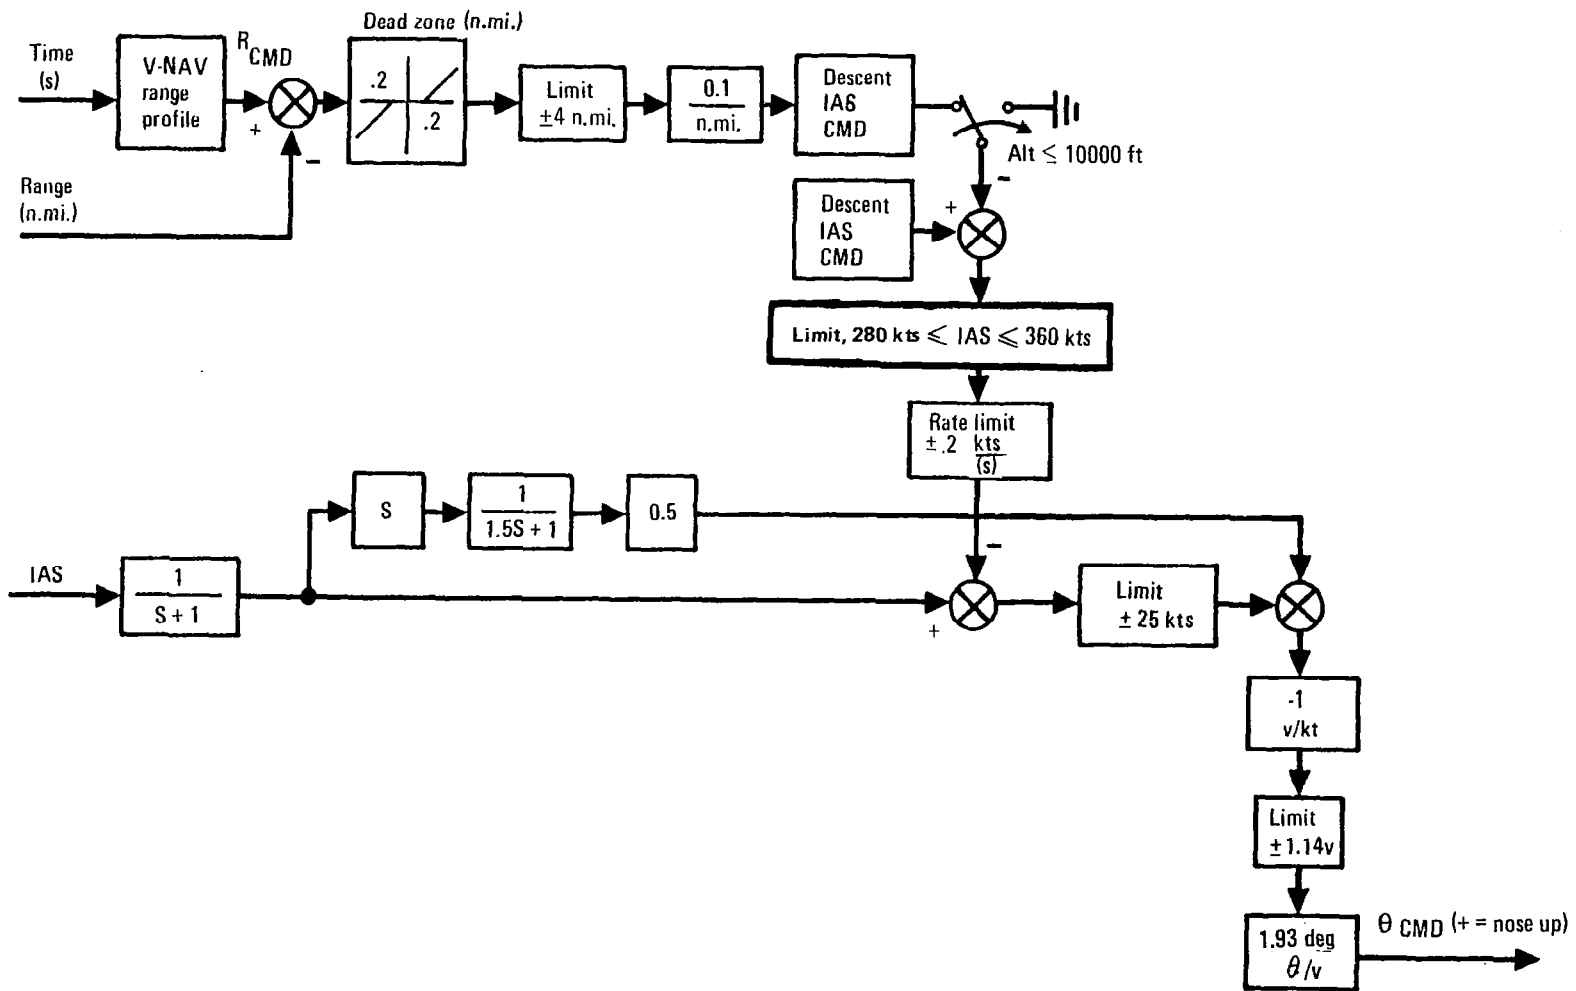 Dead zone (n.mi.)
Time
(s)
V-NAV
range
profile
R CMD
+
−
.2
.2
Limit
±4 n.mi.
0.1
n.mi.
Descent
IAS
CMD
Alt ≤ 10000 ft
−
Range
(n.mi.)
Descent
IAS
CMD
+
Limit, 280 kts ⩽ IAS ⩽ 360 kts
Rate limit
±.2 kts
(s)
S
1
1.5S + 1
0.5
−
IAS
1
S + 1
+
Limit
± 25 kts
-1
v/kt
Limit
±1.14v
1.93 deg
θ/v
θ CMD (+ = nose up)